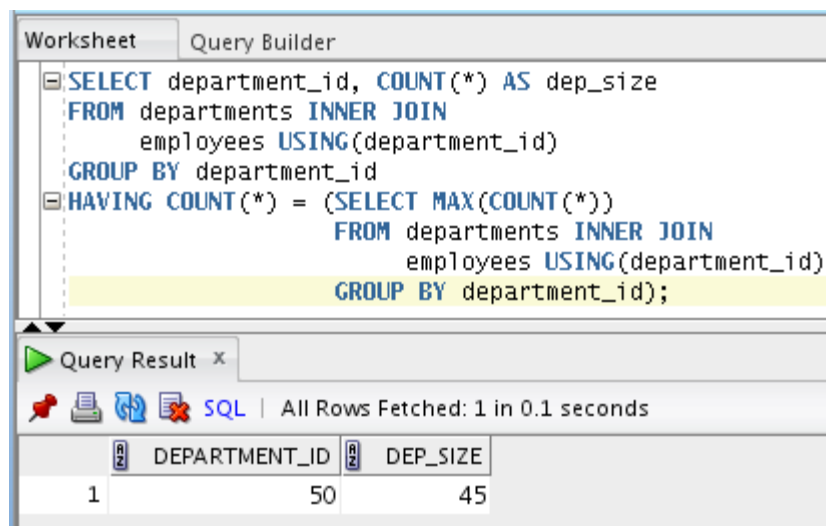 Worksheet Query Builder
SELECT department_id, COUNT(*) AS dep_size
FROM departments INNER JOIN
employees USING(department_id)
GROUP BY department_id
HAVING COUNT(*) = (SELECT MAX(COUNT(*))
FROM departments INNER JOIN
employees USING(department_id)
GROUP BY department_id);
Query Result x
SQL | All Rows Fetched: 1 in 0.1 seconds
DEPARTMENT_ID DEP_SIZE
1 50 45